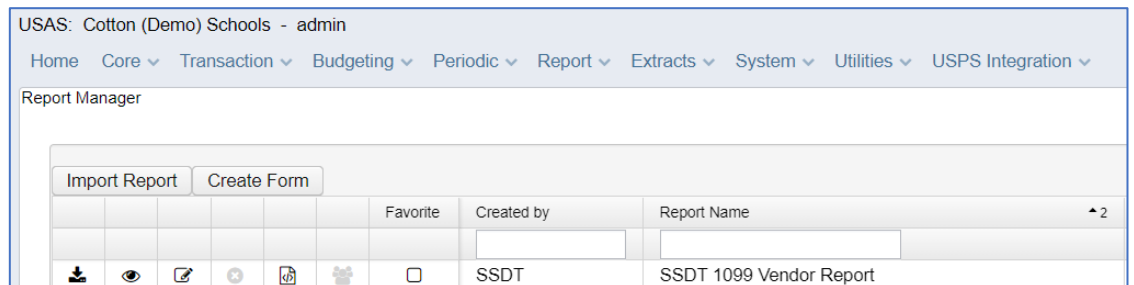 USAS: Cotton (Demo) Schools - admin
Home Core Transaction Budgeting Periodic Report Extracts System Utilities USPS Integration
Report Manager
Import Report Create Form
Favorite Created by Report Name 2
SSDT SSDT 1099 Vendor Report